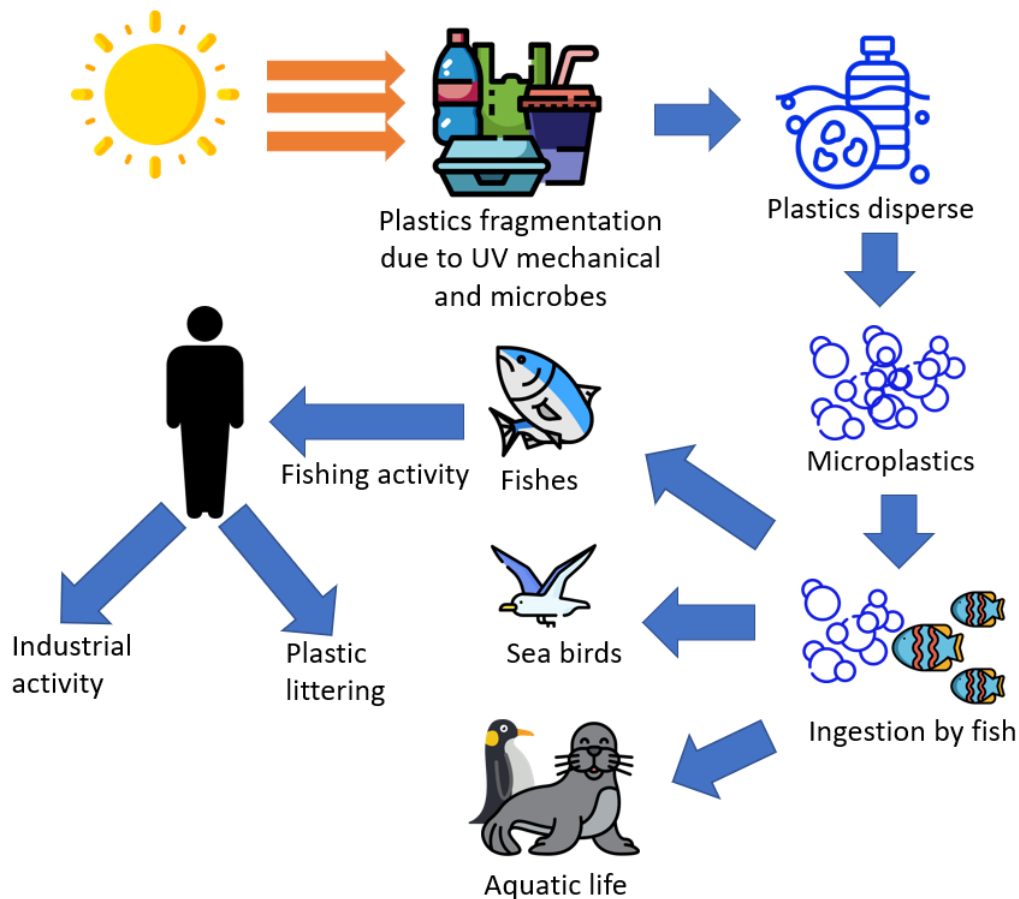 Plastics fragmentation
due to UV mechanical
and microbes
Plastics disperse
Microplastics
Fishing activity
Fishes
Industrial
activity
Plastic
littering
Sea birds
Ingestion by fish
Aquatic life